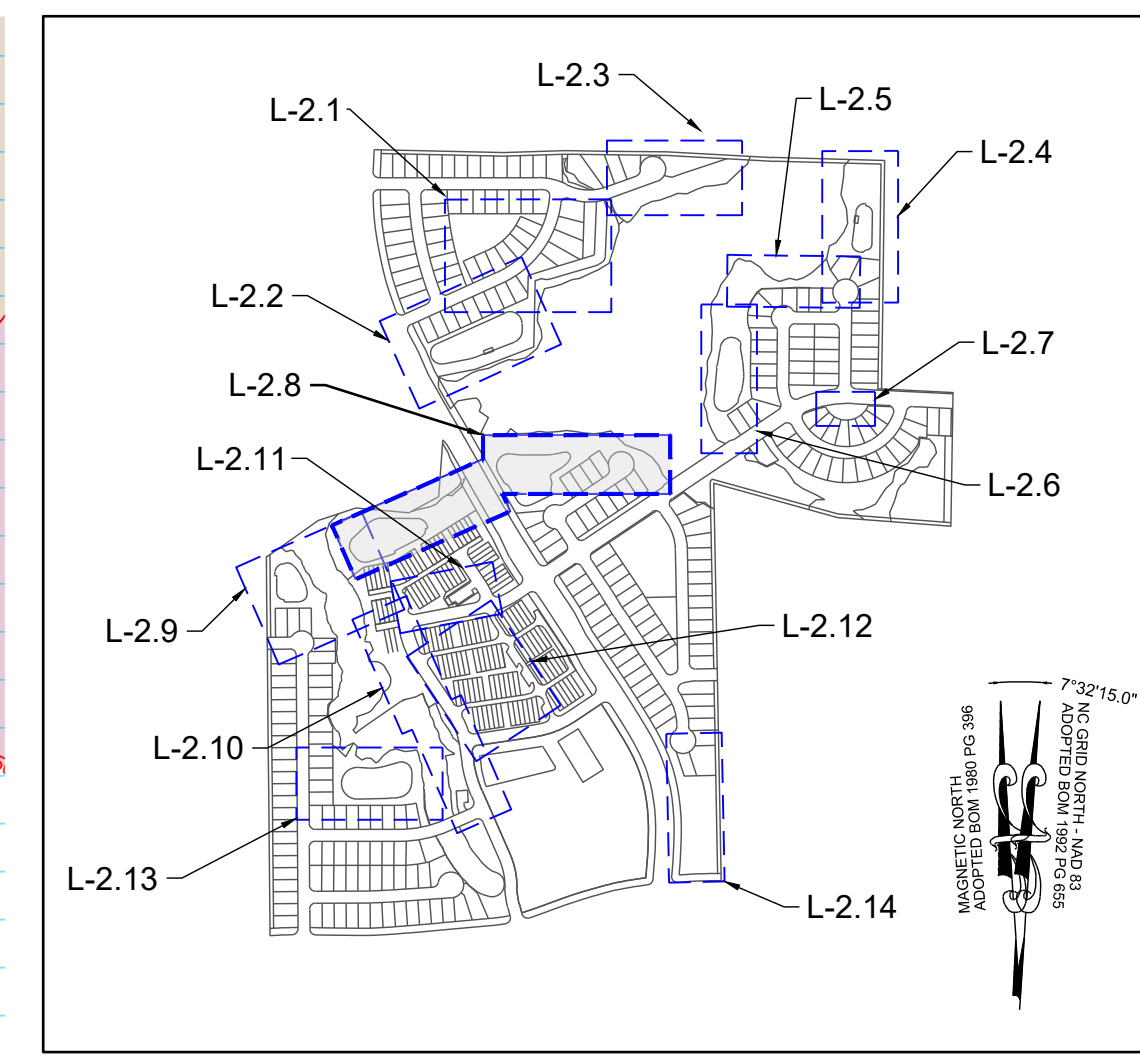 L-2.3
L-2.5
L-2.1
L-2.4
L-2.2
L-2.7
L-2.8
L-2.11
L-2.6
L-2.9
L-2.12
L-2.10
L-2.13
L-2.14
7°32'15.0"
MAGNETIC NORTH
ADOPTED BOM 1980 PG 396
NC GRID NORTH - NAD 83
ADOPTED BOM 1992 PG 655